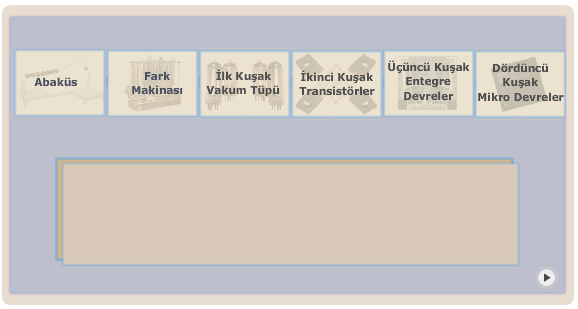 Abaküs
Fark
Makinası
İlk Kuşak
Vakum Tüpü
İkinci Kuşak
Transistörler
Üçüncü Kuşak
Entegre
Devreler
Dördüncü
Kuşak
Mikro Devreler